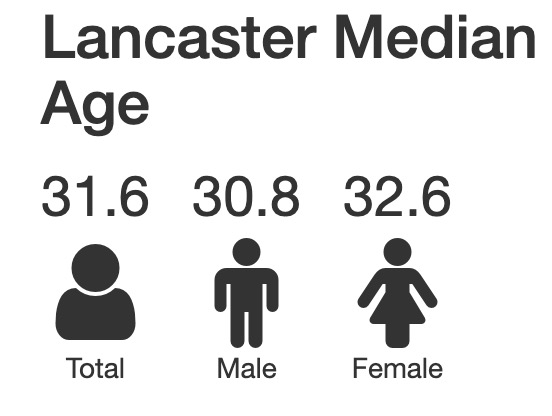 Lancaster Median
Age
31.6 30.8 32.6
Total Male Female